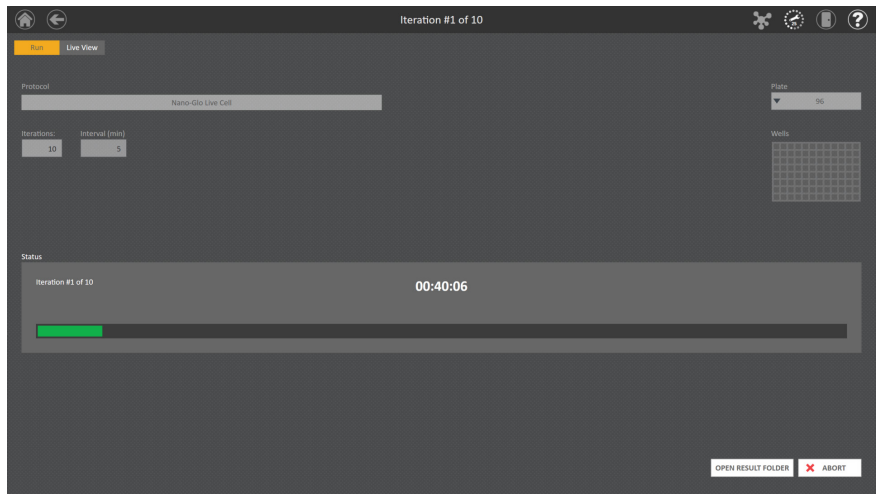 Iteration #1 of 10
25
?
Run
Live View
Protocol
Nano-Glo Live Cell
Plate
96
Iterations:
Interval (min)
10
5
Wells
Status
Iteration #1 of 10
00:40:06
OPEN RESULT FOLDER
ABORT